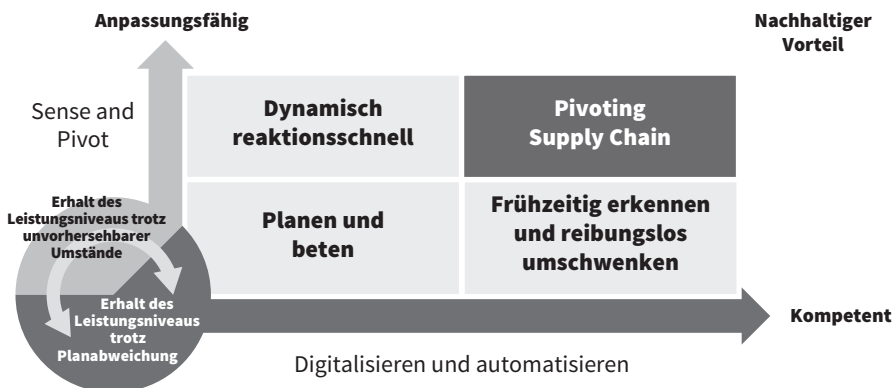 Anpassungsfähig
Nachhaltiger
Vorteil
Sense and
Pivot
Dynamisch
reaktionsschnell
Pivoting
Supply Chain
Erhalt des
Leistungsniveaus trotz
unvorhersehbarer
Umstände
Planen und
beten
Frühzeitig erkennen
und reibungslos
umschwenken
Erhalt des
Leistungsniveaus
trotz
Planabweichung
Kompetent
Digitalisieren und automatisieren